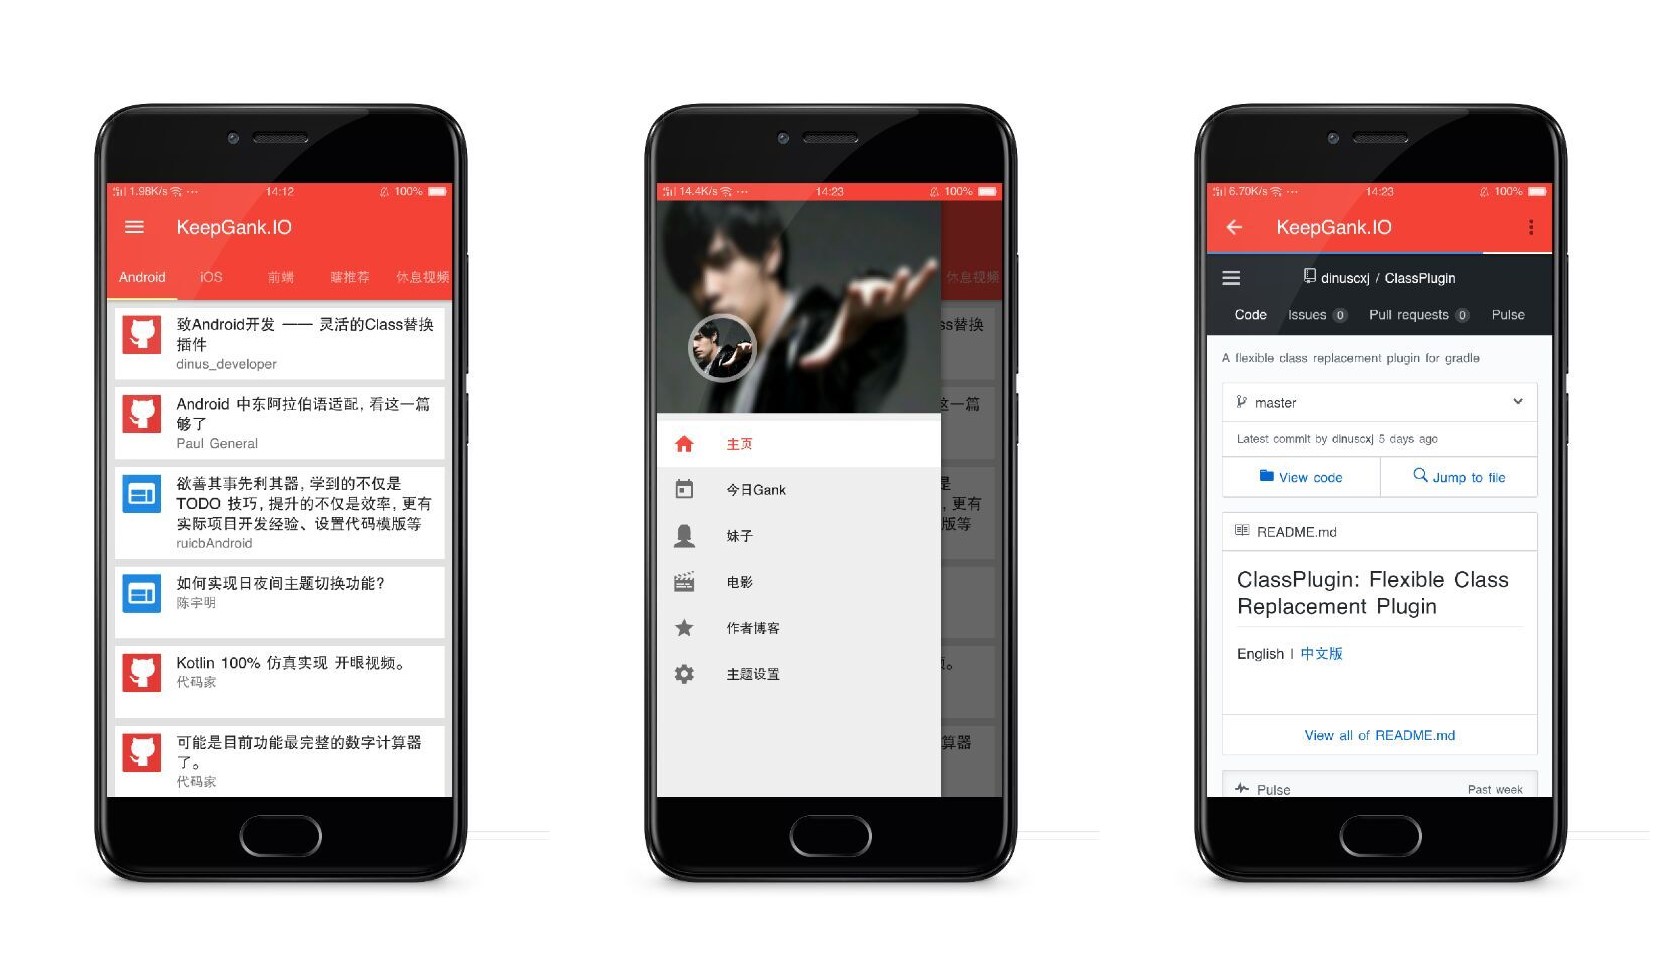 1.98K/s 14:12 100%
KeepGank.IO
Android iOS 前端 瞎推荐 休息视频
致Android开发 —— 灵活的Class替换
插件
dinus_developer
Android 中东阿拉伯语适配, 看这一篇
够了
Paul General
欲善其事先利其器, 学到的不仅是
TODO 技巧, 提升的不仅是效率, 更有
实际项目开发经验、设置代码模版等
ruicbAndroid
如何实现日夜间主题切换功能?
陈宇明
Kotlin 100% 仿真实现 开眼视频。
代码家
可能是目前功能最完整的数字计算器
了。
代码家
14.4K/s 14:23 100%
休息视频
ss替换
主页
今日Gank
妹子
电影
作者博客
主题设置
这一篇
是
, 更有
版等
。
算器
6.70K/s 14:23 100%
KeepGank.IO
dinuscxj / ClassPlugin
Code Issues 0 Pull requests 0 Pulse
A flexible class replacement plugin for gradle
master
Latest commit by dinuscxj 5 days ago
View code Jump to file
README.md
ClassPlugin: Flexible Class
Replacement Plugin
English | 中文版
View all of README.md
Pulse Past week